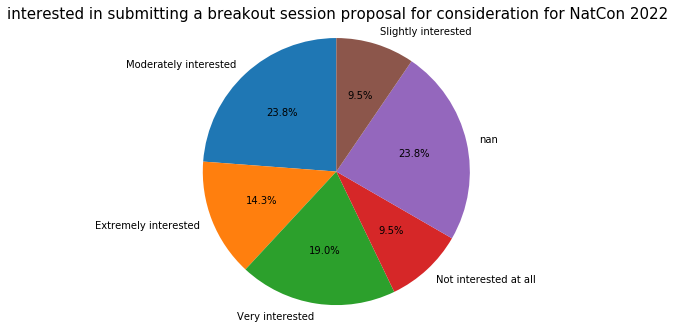 interested in submitting a breakout session proposal for consideration for NatCon 2022
Slightly interested
Moderately interested
9.5%
23.8%
nan
23.8%
14.3%
Extremely interested
9.5%
19.0%
Not interested at all
Very interested